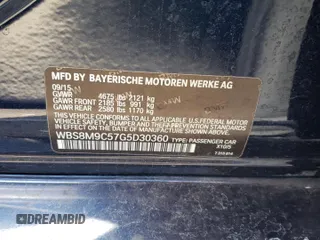 MFD BY BAYERISCHE MOTOREN WERKE AG
09/15
GVWR 4675 lbs 2121 kg
GAWR FRONT 2185 lbs 991 kg
GAWR REAR 2580 lbs 1170 kg
THIS VEHICLE CONFORMS TO ALL APPLICABLE U.S. FEDERAL MOTOR VEHICLE SAFETY, BUMPER, AND THEFT PREVENTION STANDARDS IN EFFECT ON THE DATE OF MANUFACTURE SHOWN ABOVE.
WBS8M9C57G5D30360 TYPE: PASSENGER CAR
DREAMBID